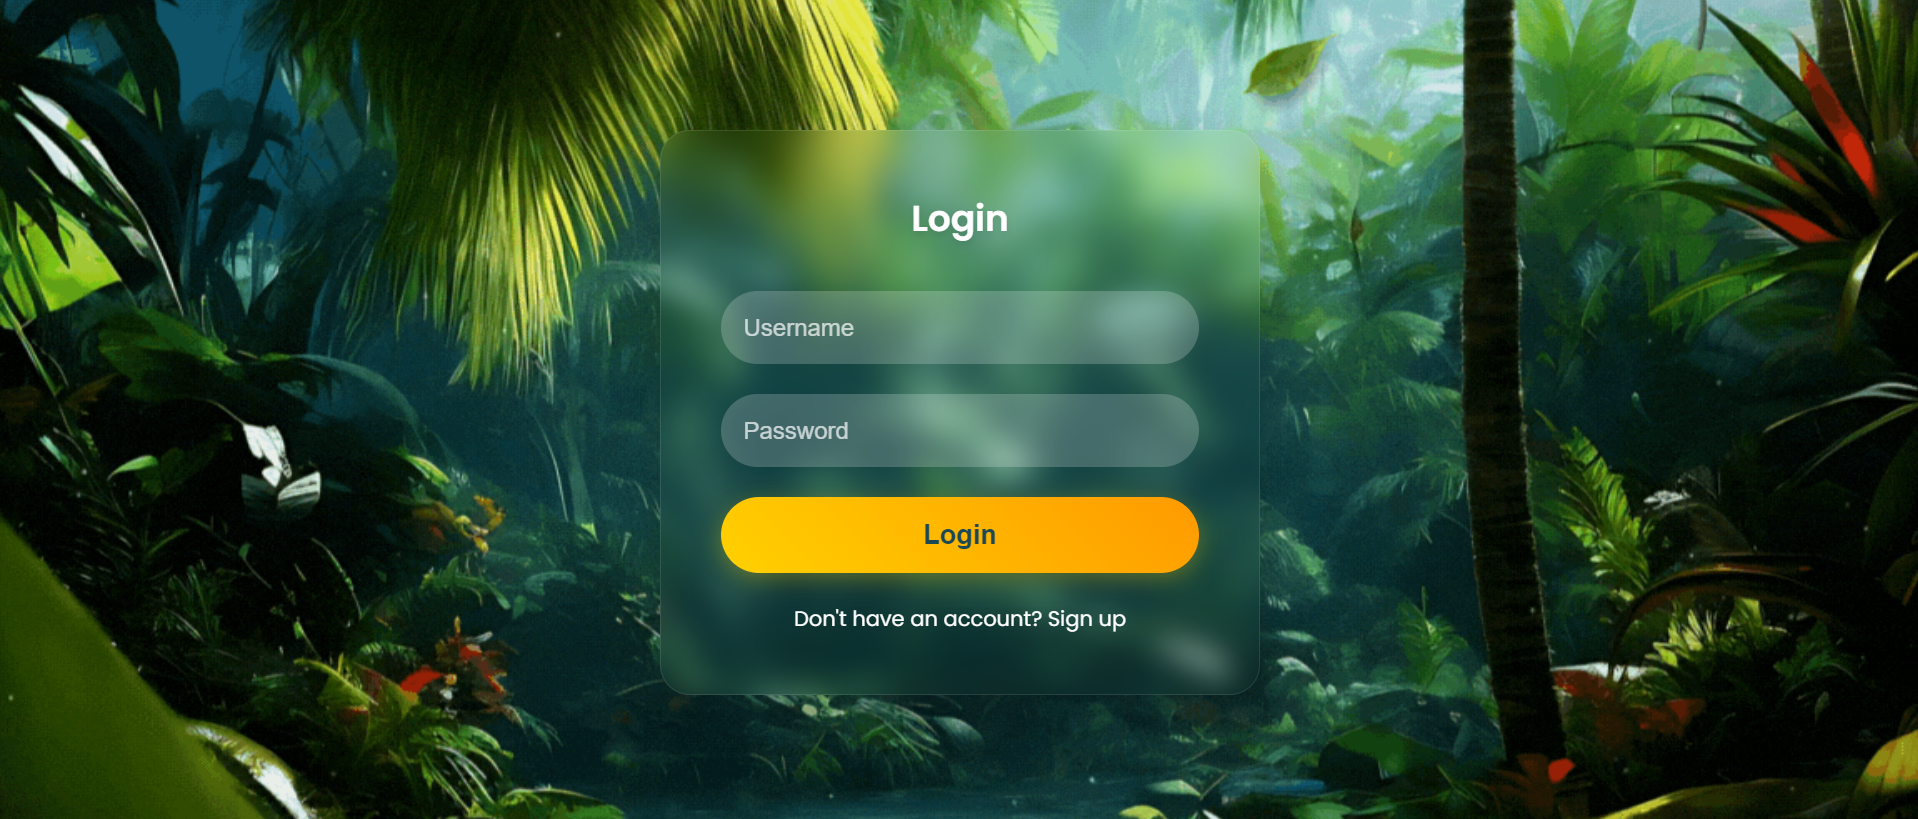 Login
Username
Password
Login
Don't have an account? Sign up